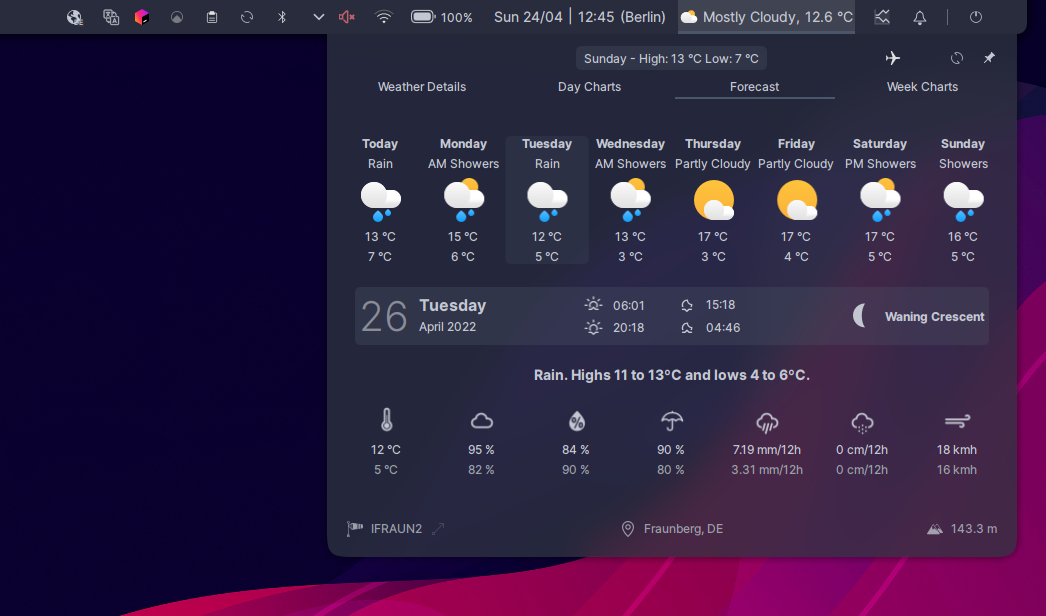 100% Sun 24/04 | 12:45 (Berlin) Mostly Cloudy, 12.6 °C
Sunday - High: 13 °C Low: 7 °C
Weather Details Day Charts Forecast Week Charts
Today Monday Tuesday Wednesday Thursday Friday Saturday Sunday
Rain AM Showers Rain AM Showers Partly Cloudy Partly Cloudy PM Showers Showers
13 °C 15 °C 12 °C 13 °C 17 °C 17 °C 17 °C 16 °C
7 °C 6 °C 5 °C 3 °C 3 °C 4 °C 5 °C 5 °C
26 Tuesday 06:01 15:18 Waning Crescent
April 2022 20:18 04:46
Rain. Highs 11 to 13°C and lows 4 to 6°C.
12 °C 95 % 84 % 90 % 7.19 mm/12h 0 cm/12h 18 kmh
5 °C 82 % 90 % 80 % 3.31 mm/12h 0 cm/12h 16 kmh
IFRAUN2 Fraunberg, DE 143.3 m